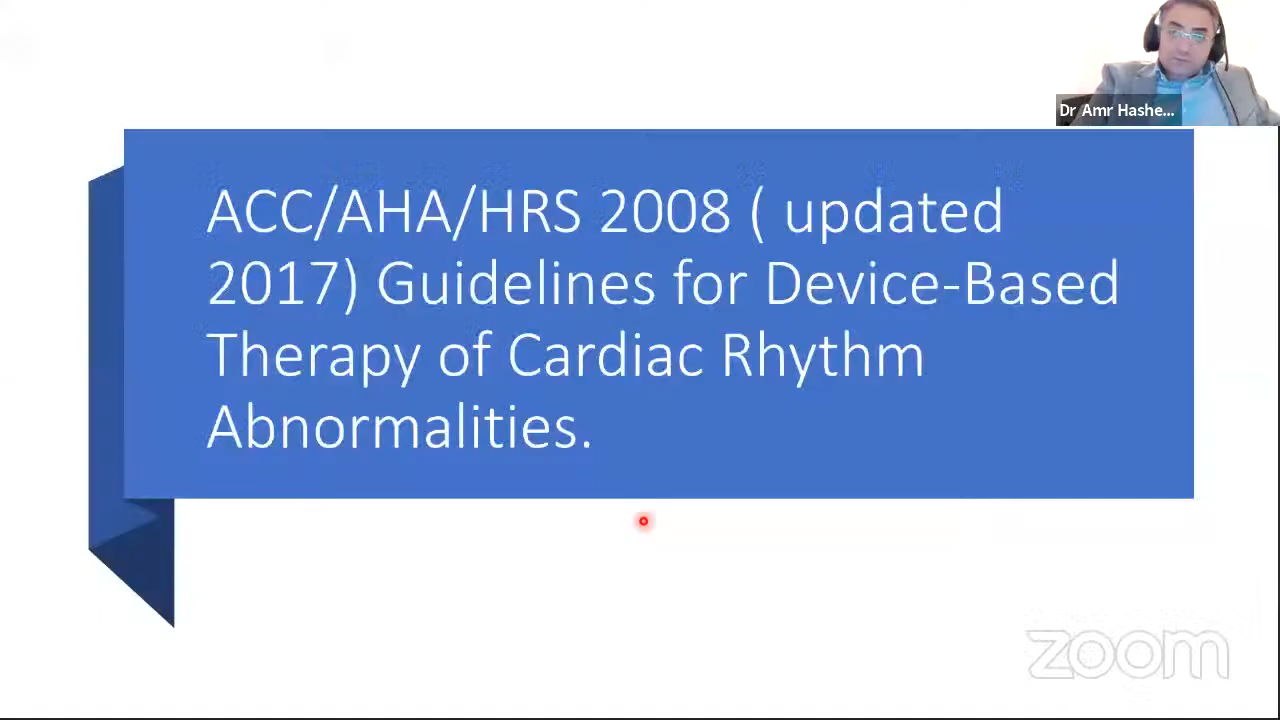 Dr Amr Hashe...
ACC/AHA/HRS 2008 ( updated
2017) Guidelines for Device-Based
Therapy of Cardiac Rhythm
Abnormalities.
zoom